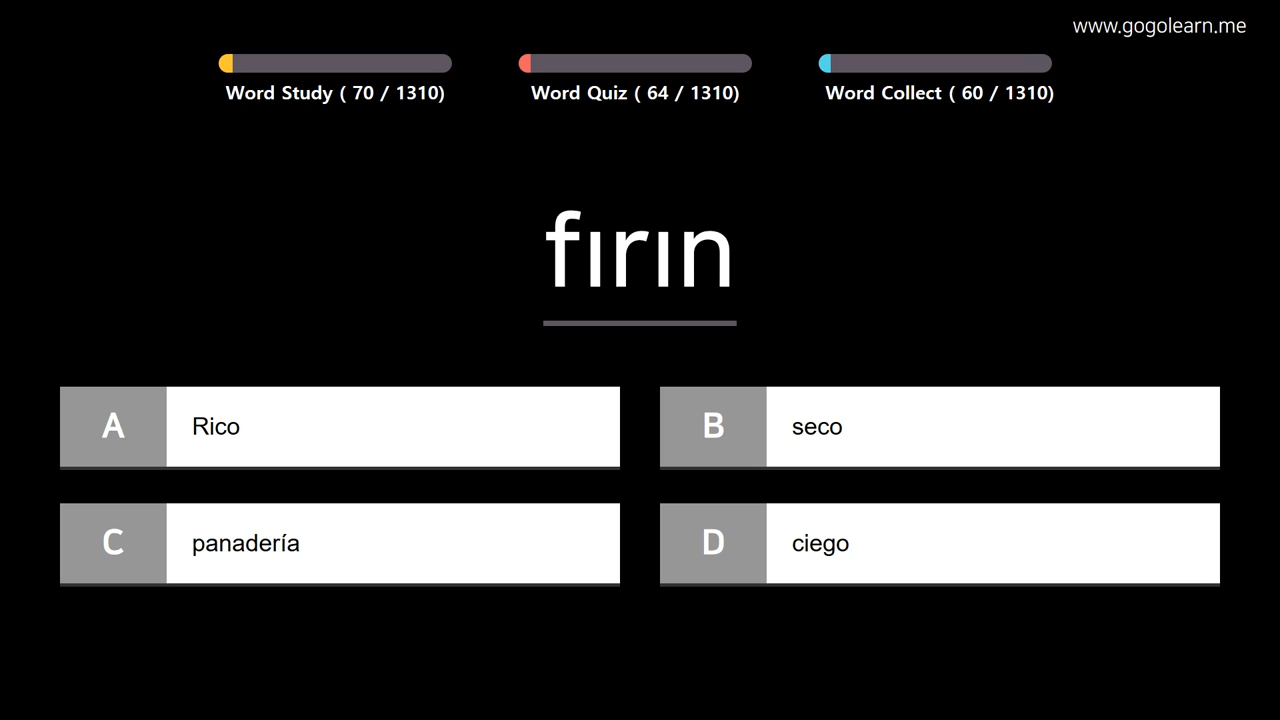 www.gogolearn.me
Word Study ( 70 / 1310)
Word Quiz ( 64 / 1310)
Word Collect ( 60 / 1310)
fırın
A Rico
B seco
C panadería
D ciego